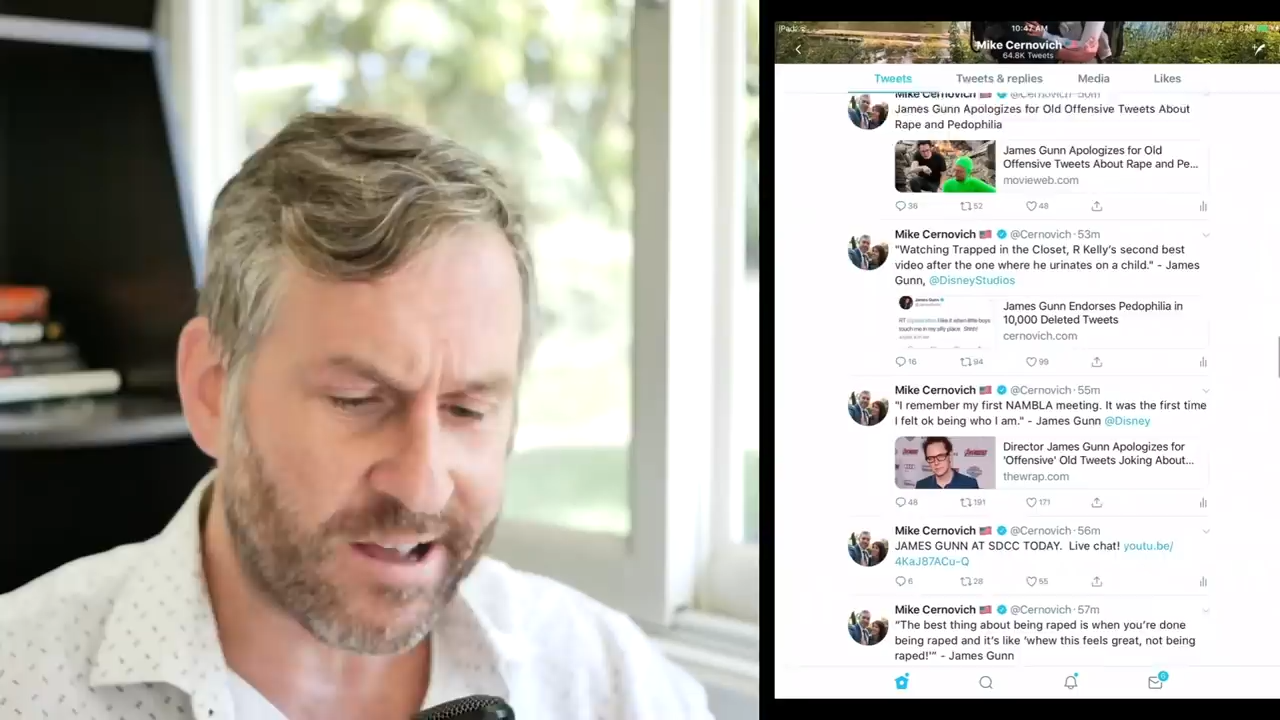 iPad
10:47 AM
Mike Cernovich
64.8K Tweets
Tweets Tweets & replies Media Likes
Mike Cernovich @Cernovich · 50m
James Gunn Apologizes for Old Offensive Tweets About
Rape and Pedophilia
James Gunn Apologizes for Old
Offensive Tweets About Rape and Pe...
movieweb.com
36 52 48
Mike Cernovich @Cernovich · 53m
"Watching Trapped in the Closet, R Kelly's second best
video after the one where he urinates on a child." - James
Gunn, @DisneyStudios
James Gunn Endorses Pedophilia in
10,000 Deleted Tweets
cernovich.com
16 94 99
Mike Cernovich @Cernovich · 55m
"I remember my first NAMBLA meeting. It was the first time
I felt ok being who I am." - James Gunn @Disney
Director James Gunn Apologizes for
'Offensive' Old Tweets Joking About...
thewrap.com
48 191 171
Mike Cernovich @Cernovich · 56m
JAMES GUNN AT SDCC TODAY. Live chat! youtu.be/
4KaJ87ACu-Q
6 28 55
Mike Cernovich @Cernovich · 57m
"The best thing about being raped is when you're done
being raped and it's like 'whew this feels great, not being
raped!'" - James Gunn